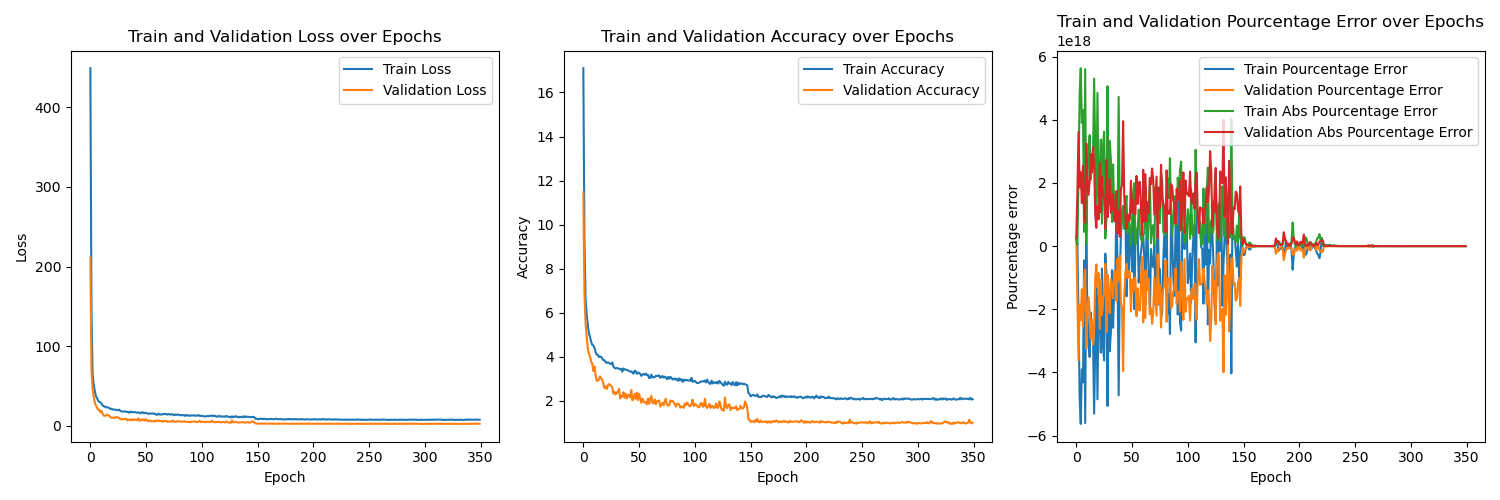 Train and Validation Loss over Epochs
Train Loss
Validation Loss
400
300
200
100
0
Loss
0 50 100 150 200 250 300 350
Epoch
Train and Validation Accuracy over Epochs
Train Accuracy
Validation Accuracy
16
14
12
10
8
6
4
2
Accuracy
0 50 100 150 200 250 300 350
Epoch
Train and Validation Pourcentage Error over Epochs
1e18
Train Pourcentage Error
Validation Pourcentage Error
Train Abs Pourcentage Error
Validation Abs Pourcentage Error
6
4
2
0
−2
−4
−6
Pourcentage error
0 50 100 150 200 250 300 350
Epoch